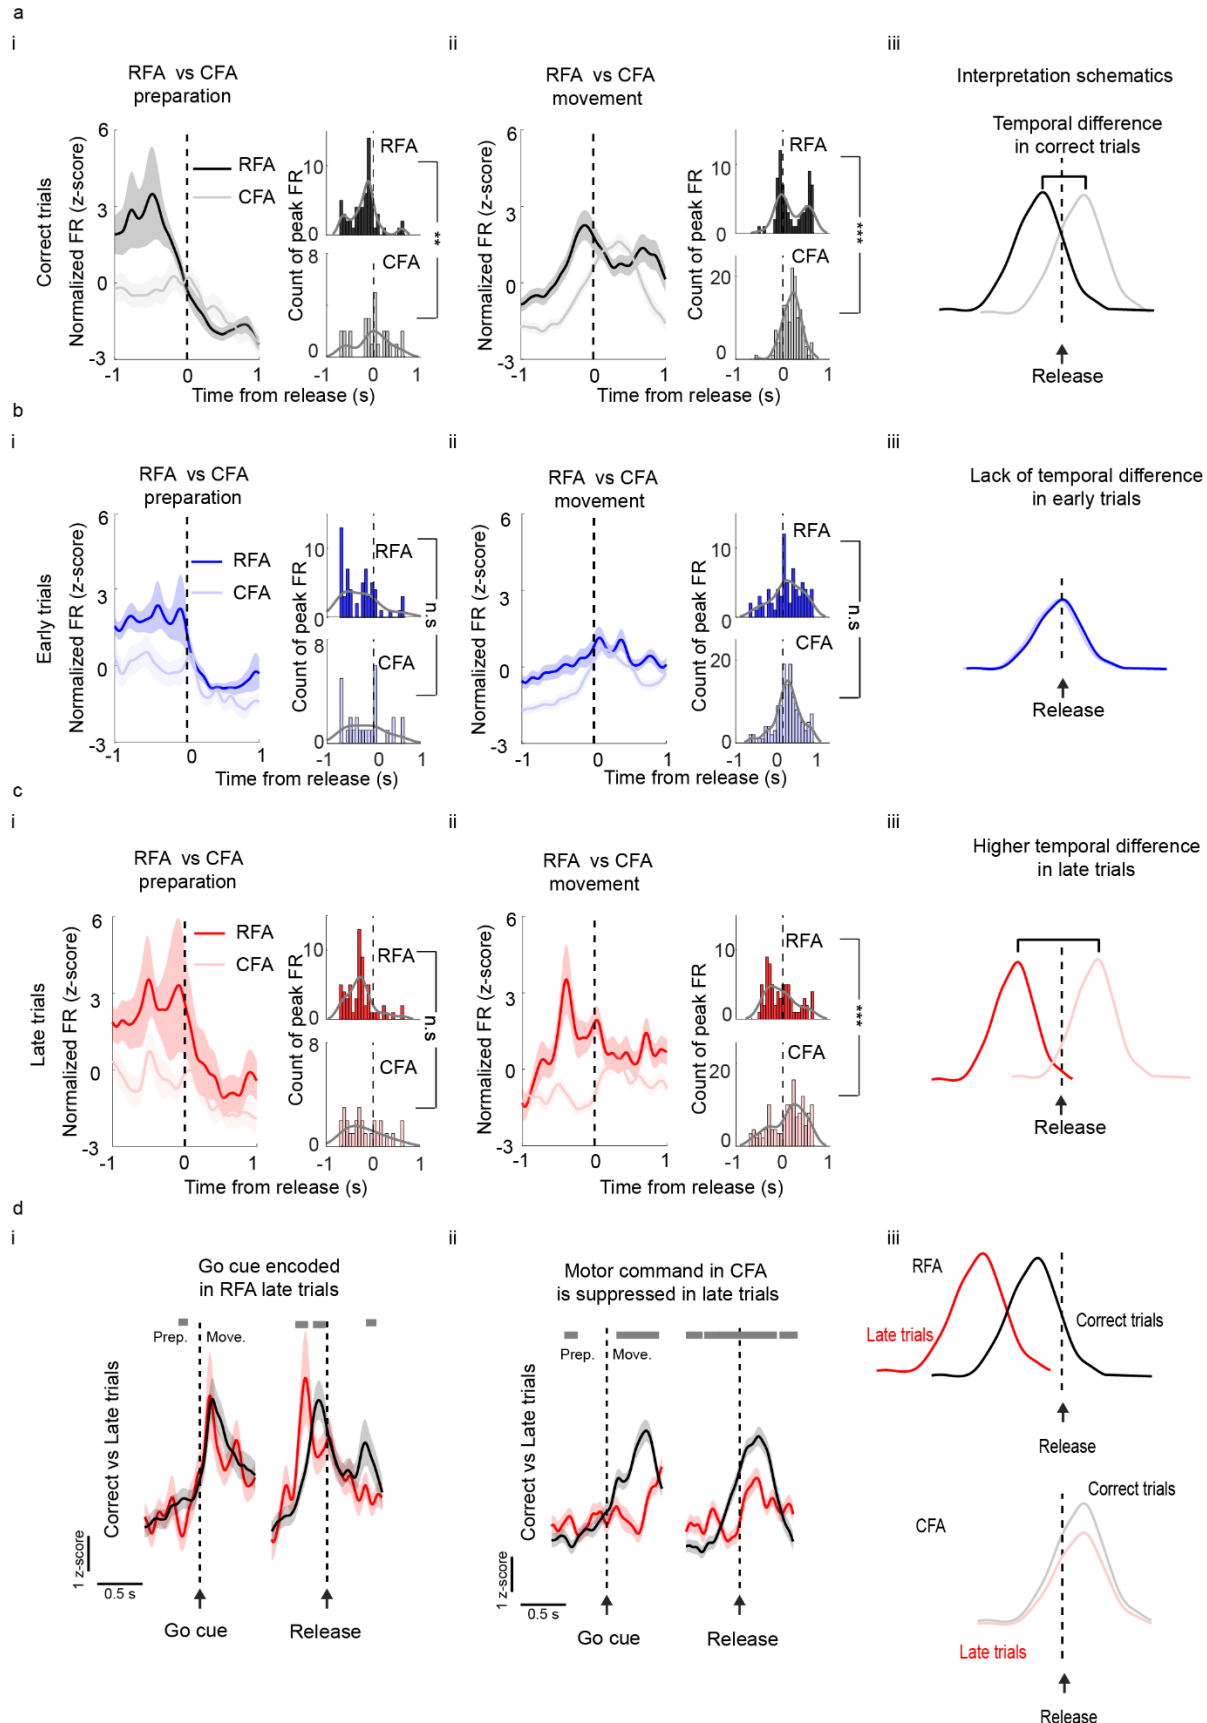 a
i
ii
iii
RFA vs CFA
preparation
RFA vs CFA
movement
Interpretation schematics
Temporal difference
in correct trials
Correct trials
Normalized FR (z-score)
6
3
0
-3
-1
0
1
RFA
CFA
Count of peak FR
10
0
RFA
**
8
0
CFA
-1
0
1
Time from release (s)
Normalized FR (z-score)
6
3
0
-3
-1
0
1
Count of peak FR
10
0
RFA
***
20
0
CFA
-1
0
1
Time from release (s)
Release
b
i
ii
iii
RFA vs CFA
preparation
RFA vs CFA
movement
Lack of temporal difference
in early trials
Early trials
Normalized FR (z-score)
6
3
0
-3
-1
0
1
RFA
CFA
Count of peak FR
10
0
RFA
n.s
8
0
CFA
-1
0
1
Time from release (s)
Normalized FR (z-score)
6
3
0
-3
-1
0
1
Count of peak FR
10
0
RFA
n.s
20
0
CFA
-1
0
1
Time from release (s)
Release
c
i
ii
iii
RFA vs CFA
preparation
RFA vs CFA
movement
Higher temporal difference
in late trials
Late trials
Normalized FR (z-score)
6
3
0
-3
-1
0
1
RFA
CFA
Count of peak FR
10
0
RFA
n.s
8
0
CFA
-1
0
1
Time from release (s)
Normalized FR (z-score)
6
3
0
-3
-1
0
1
Count of peak FR
10
0
RFA
***
20
0
CFA
-1
0
1
Time from release (s)
Release
d
i
ii
iii
Go cue encoded
in RFA late trials
Prep.
Move.
Correct vs Late trials
1 z-score
0.5 s
Go cue
Release
Motor command in CFA
is suppressed in late trials
Prep.
Move.
Correct vs Late trials
1 z-score
0.5 s
Go cue
Release
RFA
Late trials
Correct trials
Release
Correct trials
CFA
Late trials
Release